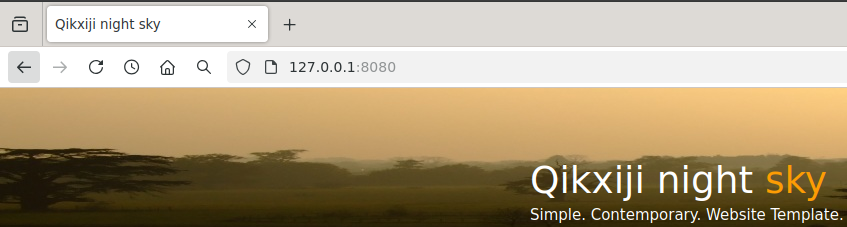 Qikxiji night sky
127.0.0.1:8080
Qikxiji night sky
Simple. Contemporary. Website Template.